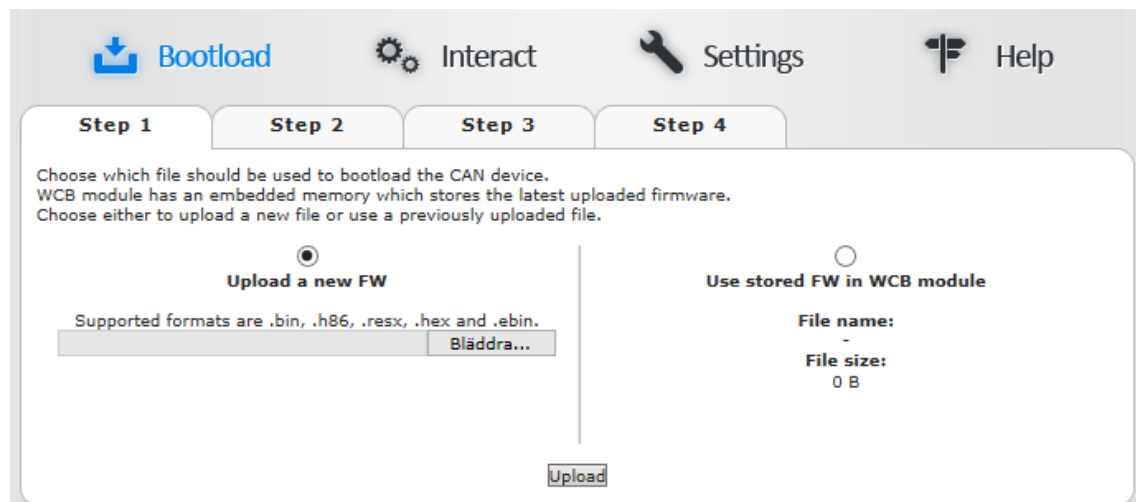 Bootload Interact Settings Help
Step 1 Step 2 Step 3 Step 4
Choose which file should be used to bootload the CAN device.
WCB module has an embedded memory which stores the latest uploaded firmware.
Choose either to upload a new file or use a previously uploaded file.
Upload a new FW
Supported formats are .bin, .h86, .resx, .hex and .ebin.
Bläddra...
Use stored FW in WCB module
File name:
-
File size:
0 B
Upload